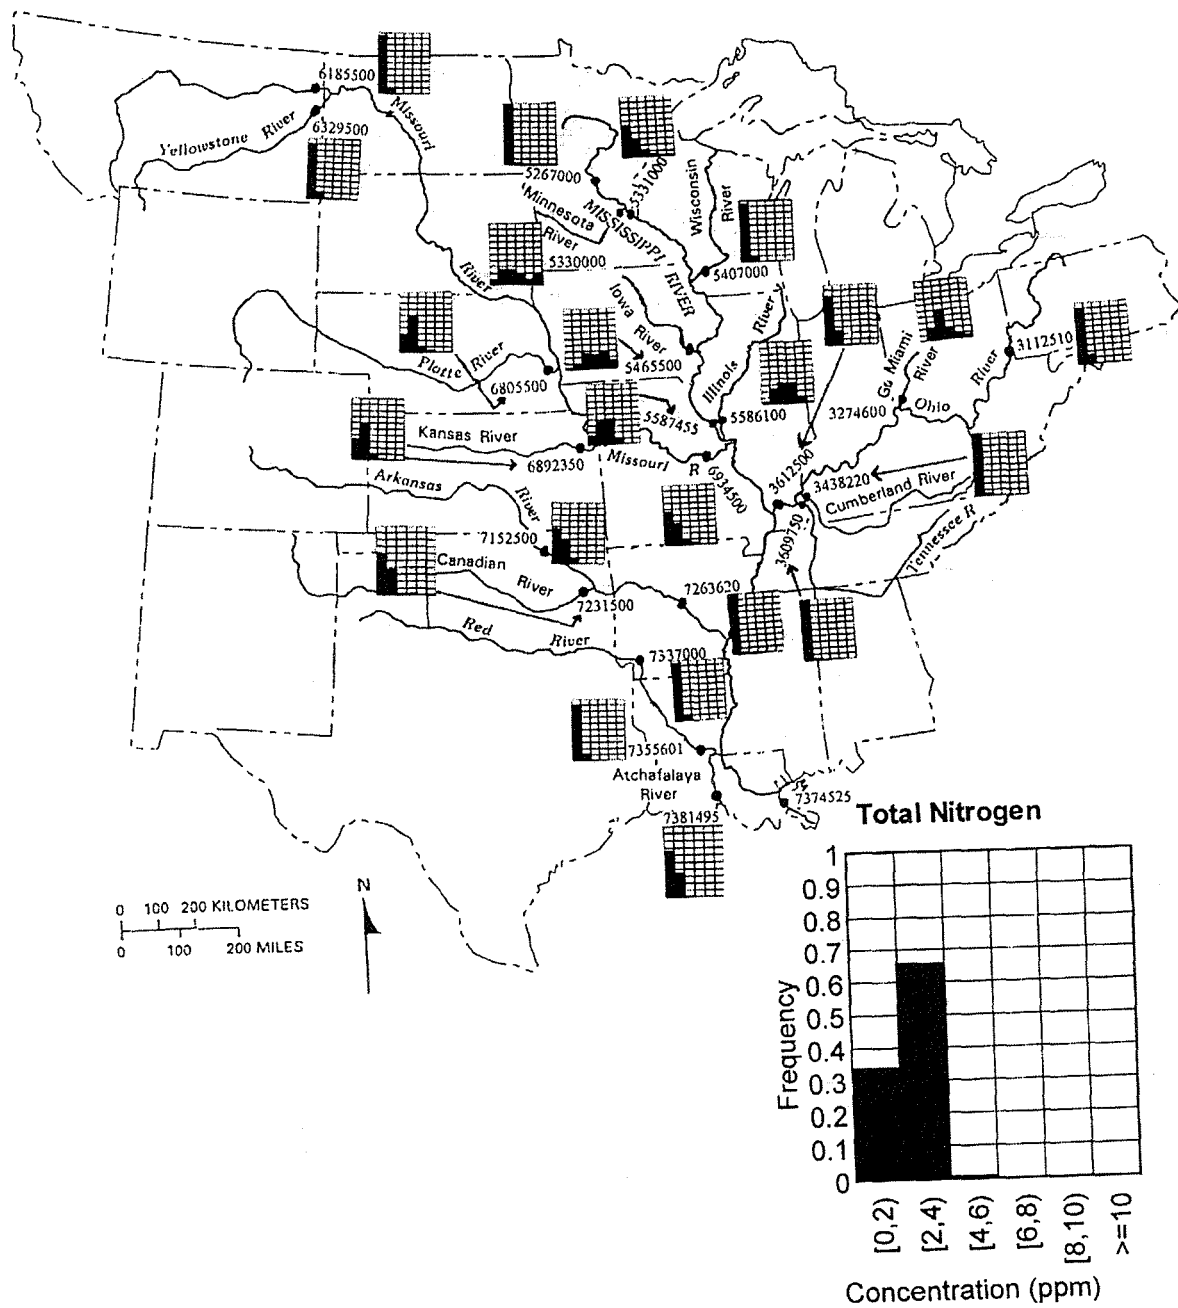 6185500
Missouri
Yellowstone River
6329500
5267000
5331000
Minnesota
River
5330000
MISSISSIPPI RIVER
Wisconsin
River
5407000
River
Iowa River
5465500
Illinois River
Platte River
6805500
Gt Miami
River
3274600
Ohio
River
3112510
5587455
5586100
Kansas River
6892350
Missouri R
6934500
3612500
3438220
Cumberland River
3609750
Tennessee R
Arkansas
River
7152500
Canadian
River
7231500
7263620
Red River
7337000
7355601
Atchafalaya
River
7381495
7374525
N
0 100 200 KILOMETERS
0 100 200 MILES
Total Nitrogen
1
0.9
0.8
0.7
0.6
0.5
0.4
0.3
0.2
0.1
0
Frequency
[0,2)
[2,4)
[4,6)
[6,8)
[8,10)
>=10
Concentration (ppm)